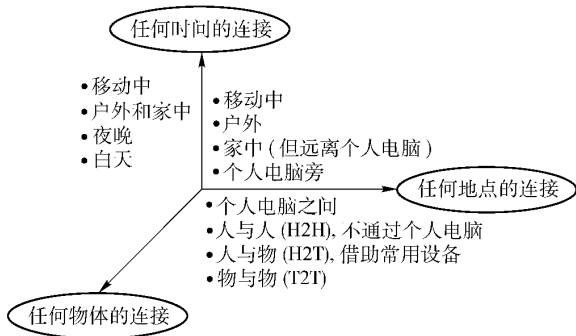 任何时间的连接
•移动中
•户外和家中
•夜晚
•白天
•移动中
•户外
•家中(但远离个人电脑)
•个人电脑旁
任何地点的连接
•个人电脑之间
•人与人(H2H), 不通过个人电脑
•人与物(H2T), 借助常用设备
•物与物(T2T)
任何物体的连接